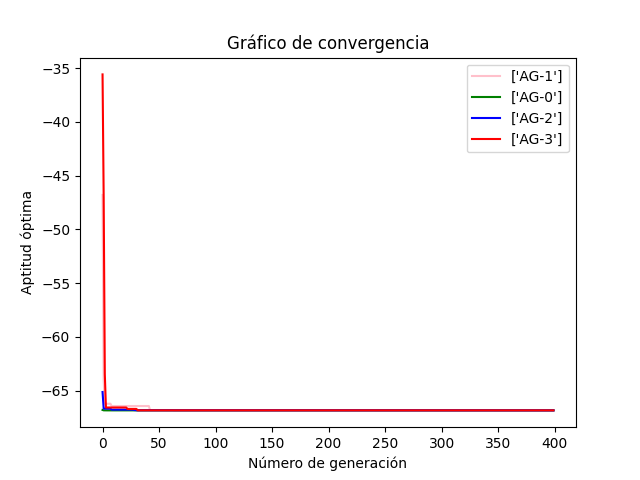 Gráfico de convergencia
['AG-1']
['AG-0']
['AG-2']
['AG-3']
Aptitud óptima
−35
−40
−45
−50
−55
−60
−65
0 50 100 150 200 250 300 350 400
Número de generación